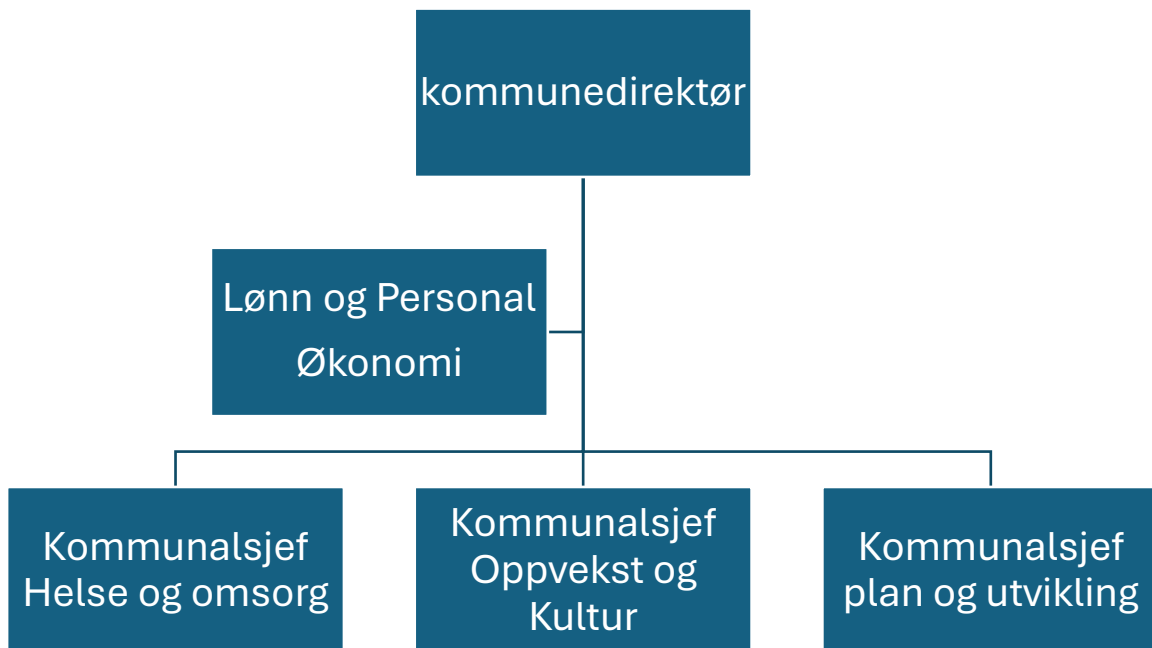 kommunedirektør
Lønn og Personal
Økonomi
Kommunalsjef
Helse og omsorg
Kommunalsjef
Oppvekst og
Kultur
Kommunalsjef
plan og utvikling